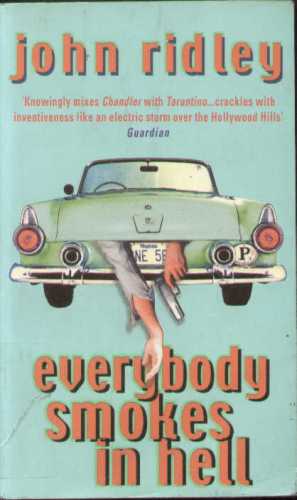 john ridley
'Knowingly mixes Chandler with Tarantino...crackles with
inventiveness like an electric storm over the Hollywood Hills'
Guardian
NE 56
P.
everybody
smokes
in hell